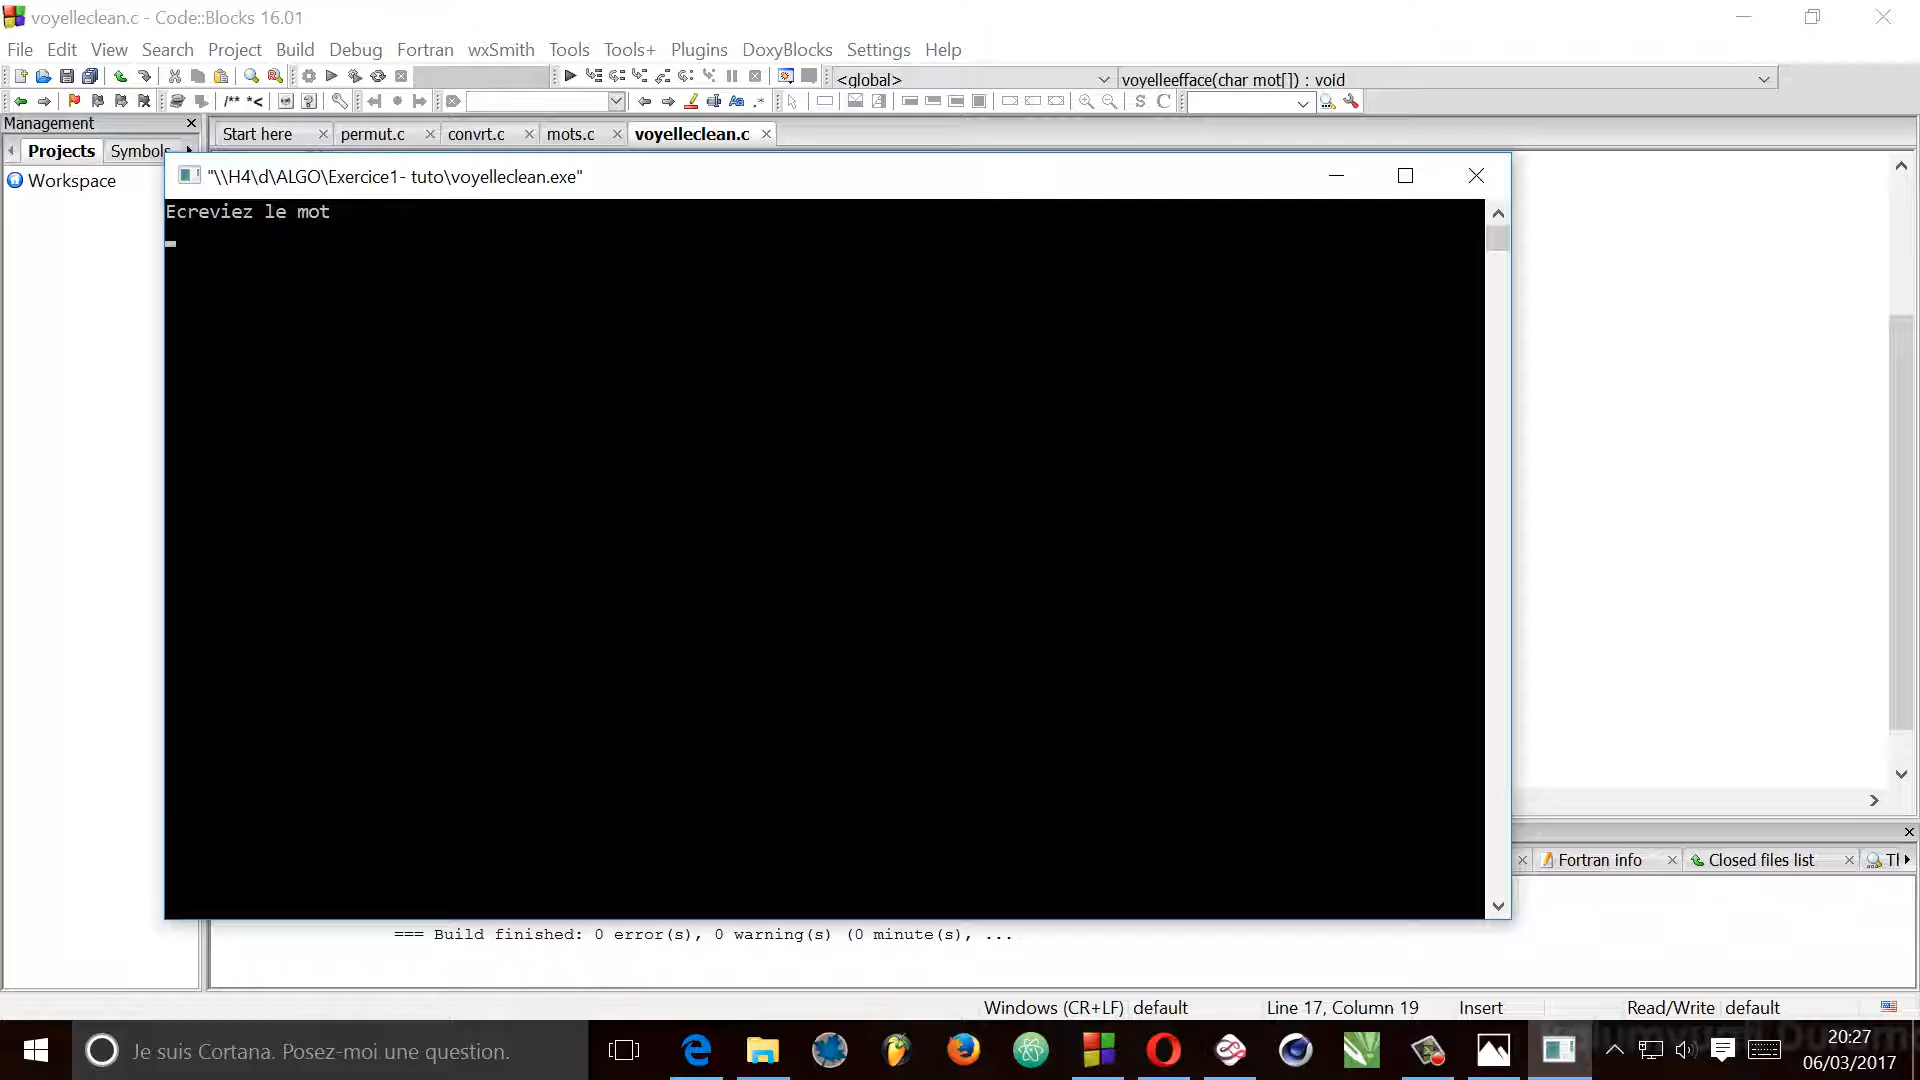 voyelleclean.c - Code::Blocks 16.01
File Edit View Search Project Build Debug Fortran wxSmith Tools Tools+ Plugins DoxyBlocks Settings Help
<global> voyelleefface(char mot[]) : void
/** *<
S C
Management
Start here permut.c convrt.c mots.c voyelleclean.c
Projects Symbols
Workspace
"\\H4\d\ALGO\Exercice1- tuto\voyelleclean.exe"
Ecreviez le mot
Fortran info Closed files list
=== Build finished: 0 error(s), 0 warning(s) (0 minute(s), ...
Windows (CR+LF) default Line 17, Column 19 Insert Read/Write default
Je suis Cortana. Posez-moi une question.
20:27
06/03/2017